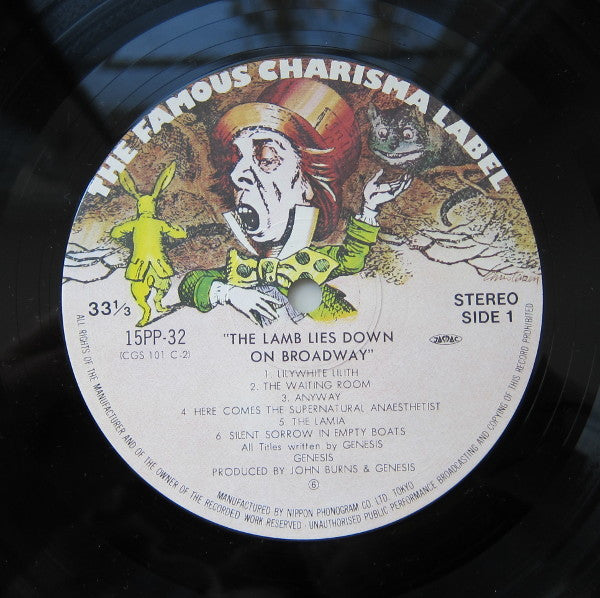 THE FAMOUS CHARISMA LABEL
33⅓
STEREO
SIDE 1
15PP-32
(CGS 101 C-2)
JASRAC
"THE LAMB LIES DOWN
ON BROADWAY"
1. LILYWHITE LILITH
2. THE WAITING ROOM
3. ANYWAY
4 HERE COMES THE SUPERNATURAL ANAESTHETIST
5 THE LAMIA
6 SILENT SORROW IN EMPTY BOATS
All Titles written by GENESIS
GENESIS
PRODUCED BY JOHN BURNS & GENESIS
6
MANUFACTURED BY NIPPON PHONOGRAM CO. LTD. TOKYO
ALL RIGHTS OF THE MANUFACTURER AND OF THE OWNER OF THE RECORDED WORK RESERVED · UNAUTHORISED PUBLIC PERFORMANCE BROADCASTING AND COPYING OF THIS RECORD PROHIBITED